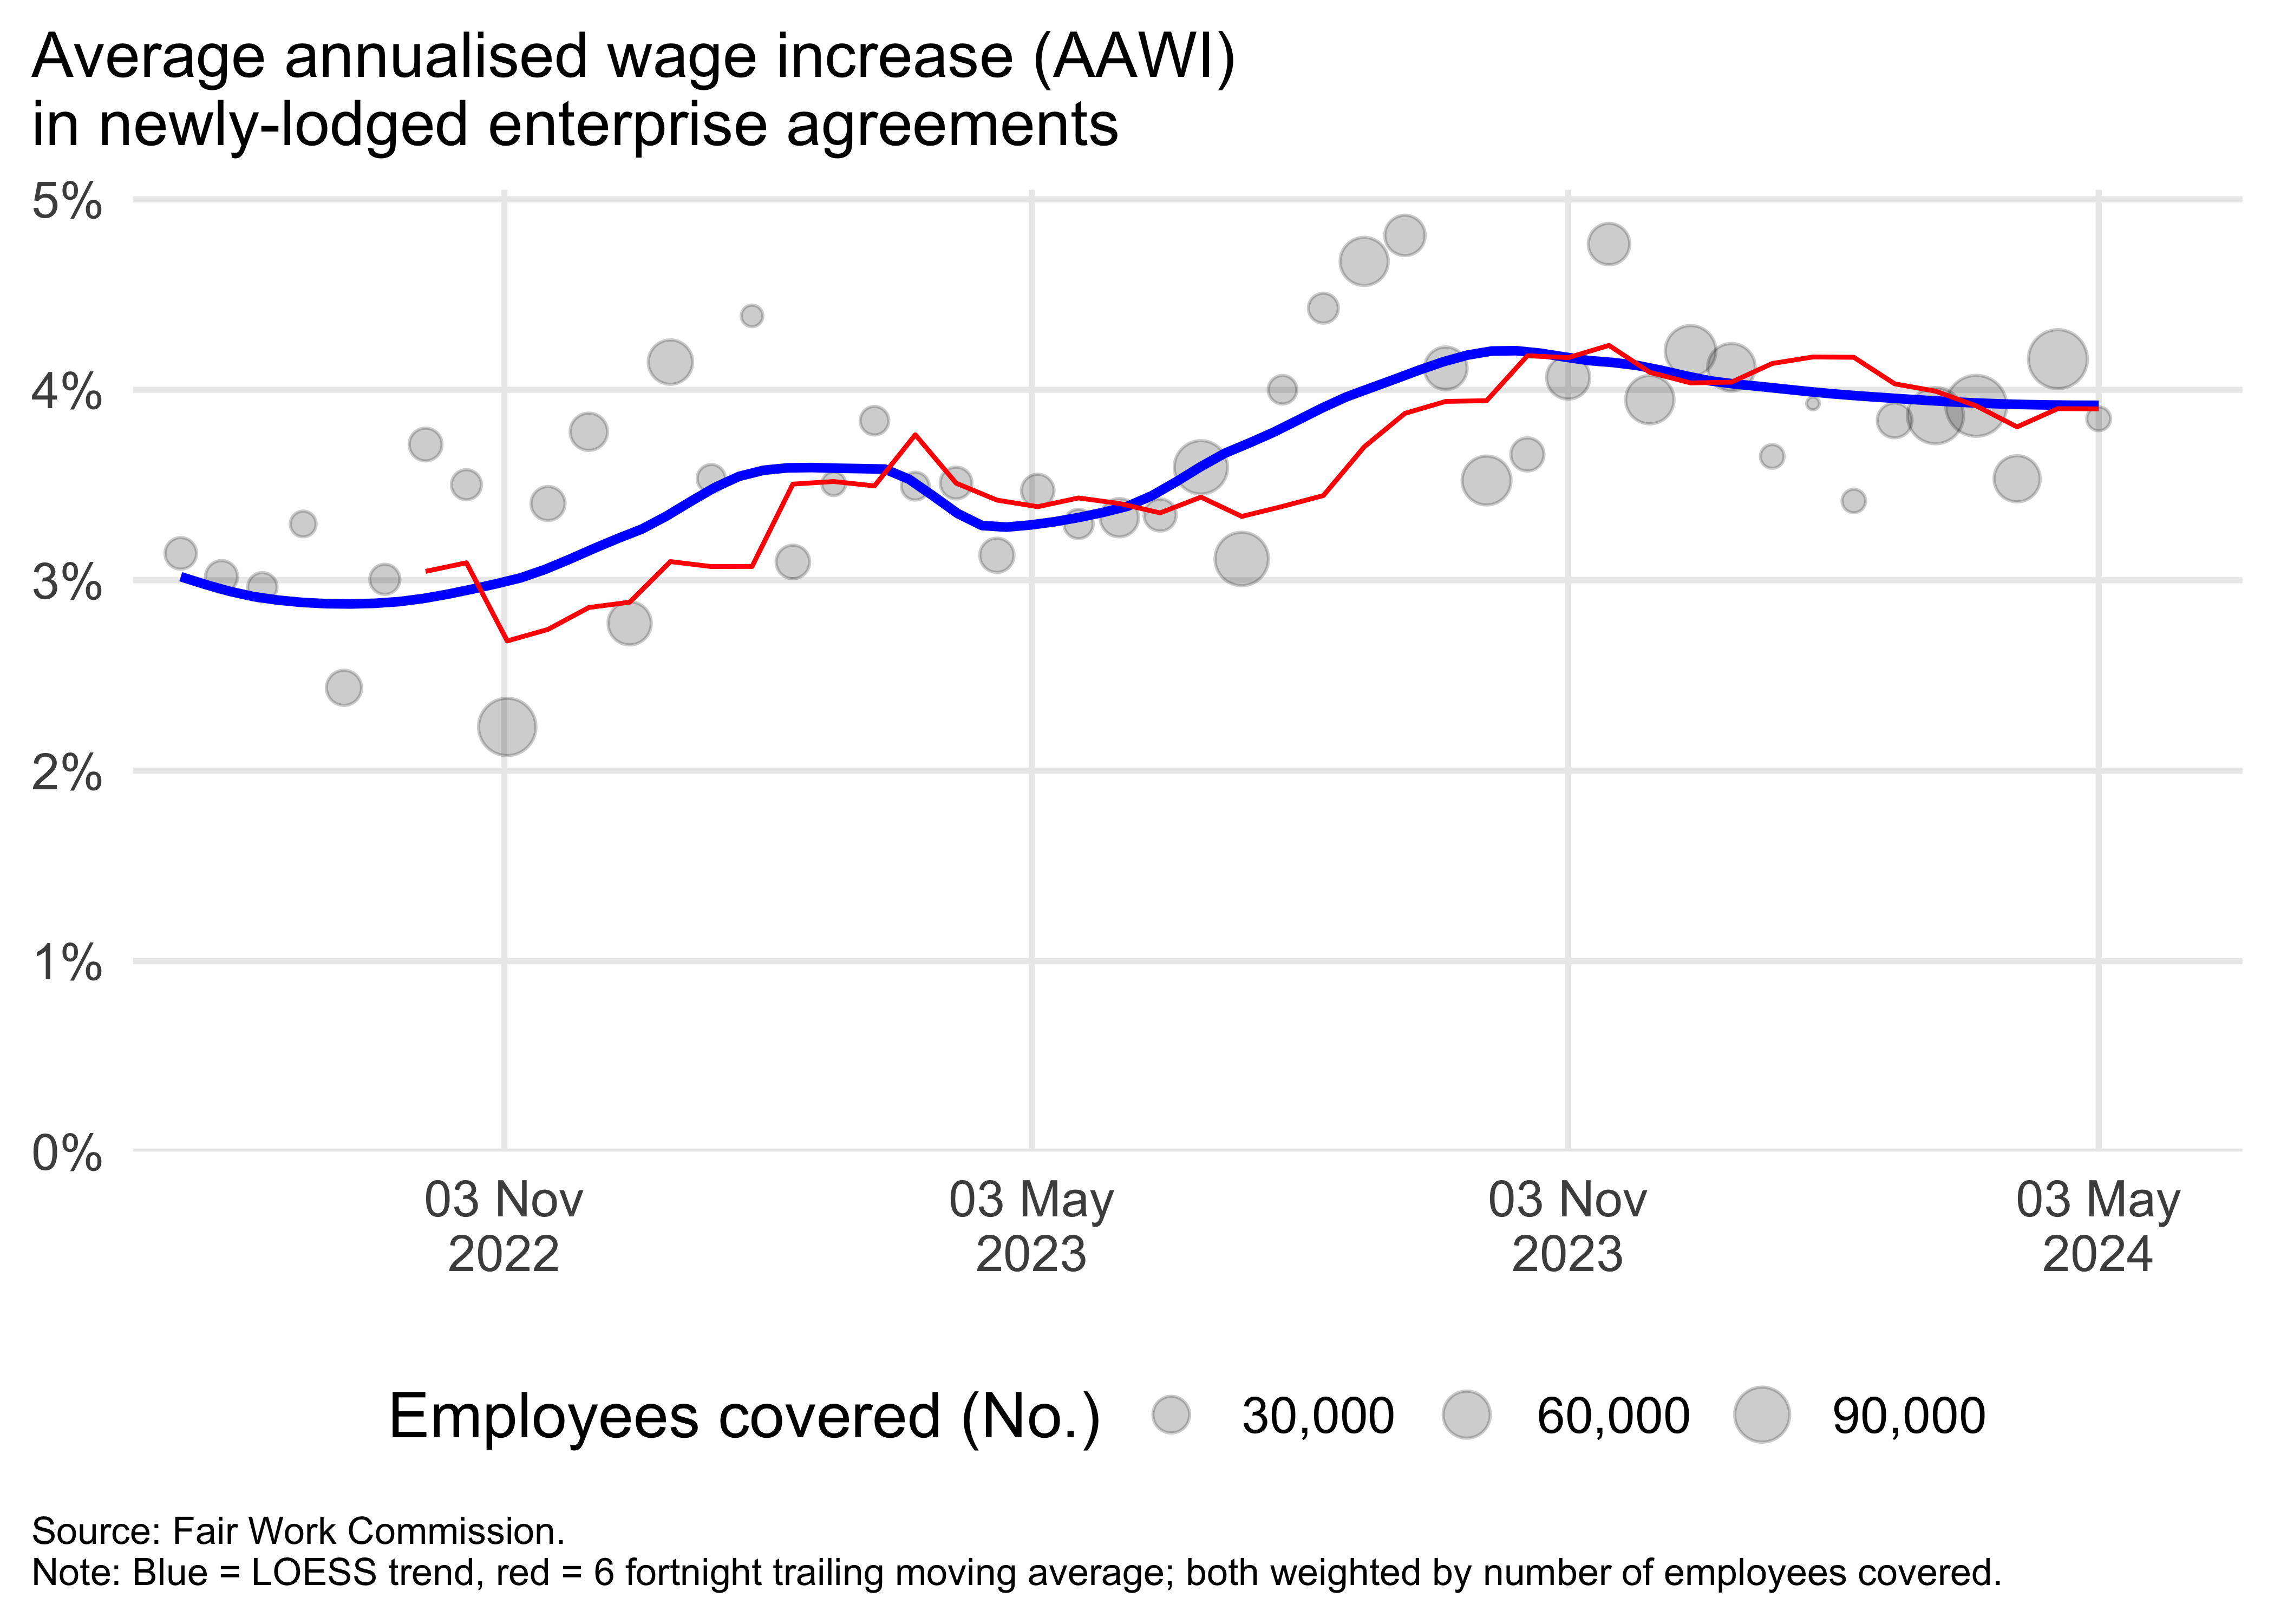 Average annualised wage increase (AAWI)
in newly-lodged enterprise agreements
5%
4%
3%
2%
1%
0%
03 Nov
2022
03 May
2023
03 Nov
2023
03 May
2024
Employees covered (No.)
30,000
60,000
90,000
Source: Fair Work Commission.
Note: Blue = LOESS trend, red = 6 fortnight trailing moving average; both weighted by number of employees covered.